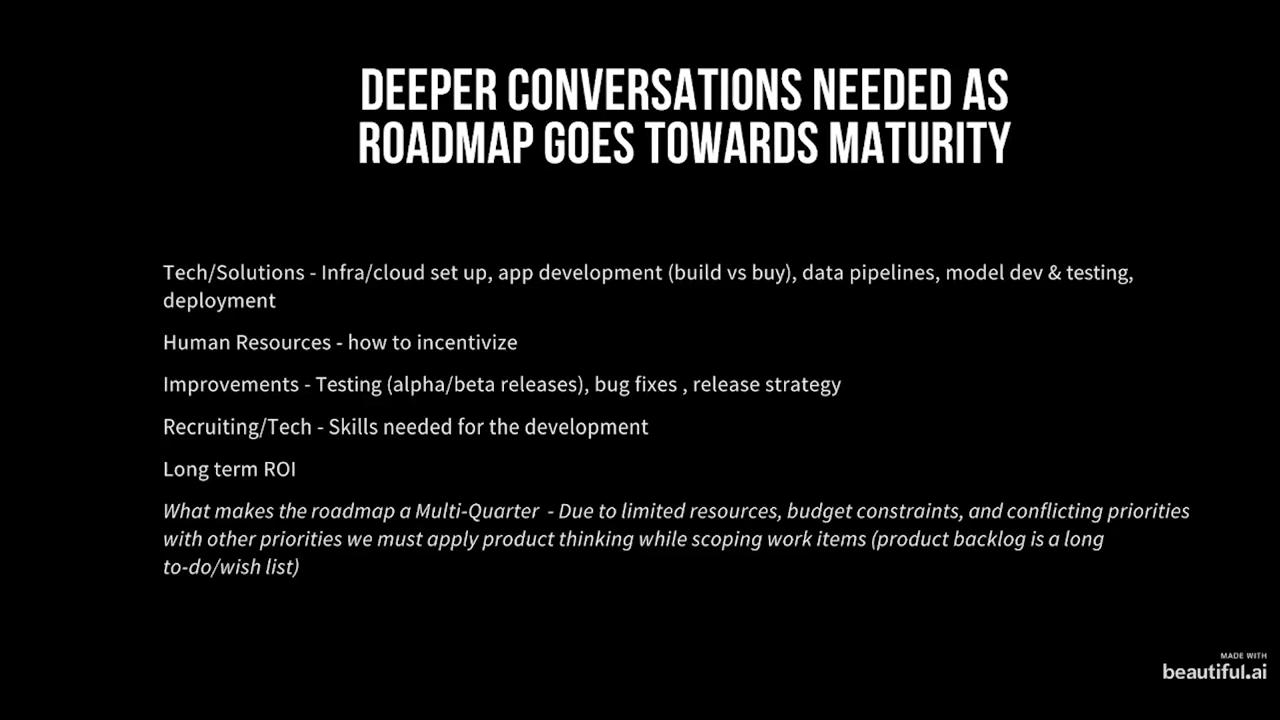 DEEPER CONVERSATIONS NEEDED AS
ROADMAP GOES TOWARDS MATURITY
Tech/Solutions - Infra/cloud set up, app development (build vs buy), data pipelines, model dev & testing,
deployment
Human Resources - how to incentivize
Improvements - Testing (alpha/beta releases), bug fixes , release strategy
Recruiting/Tech - Skills needed for the development
Long term ROI
What makes the roadmap a Multi-Quarter  - Due to limited resources, budget constraints, and conflicting priorities
with other priorities we must apply product thinking while scoping work items (product backlog is a long
to-do/wish list)
MADE WITH
beautiful.ai